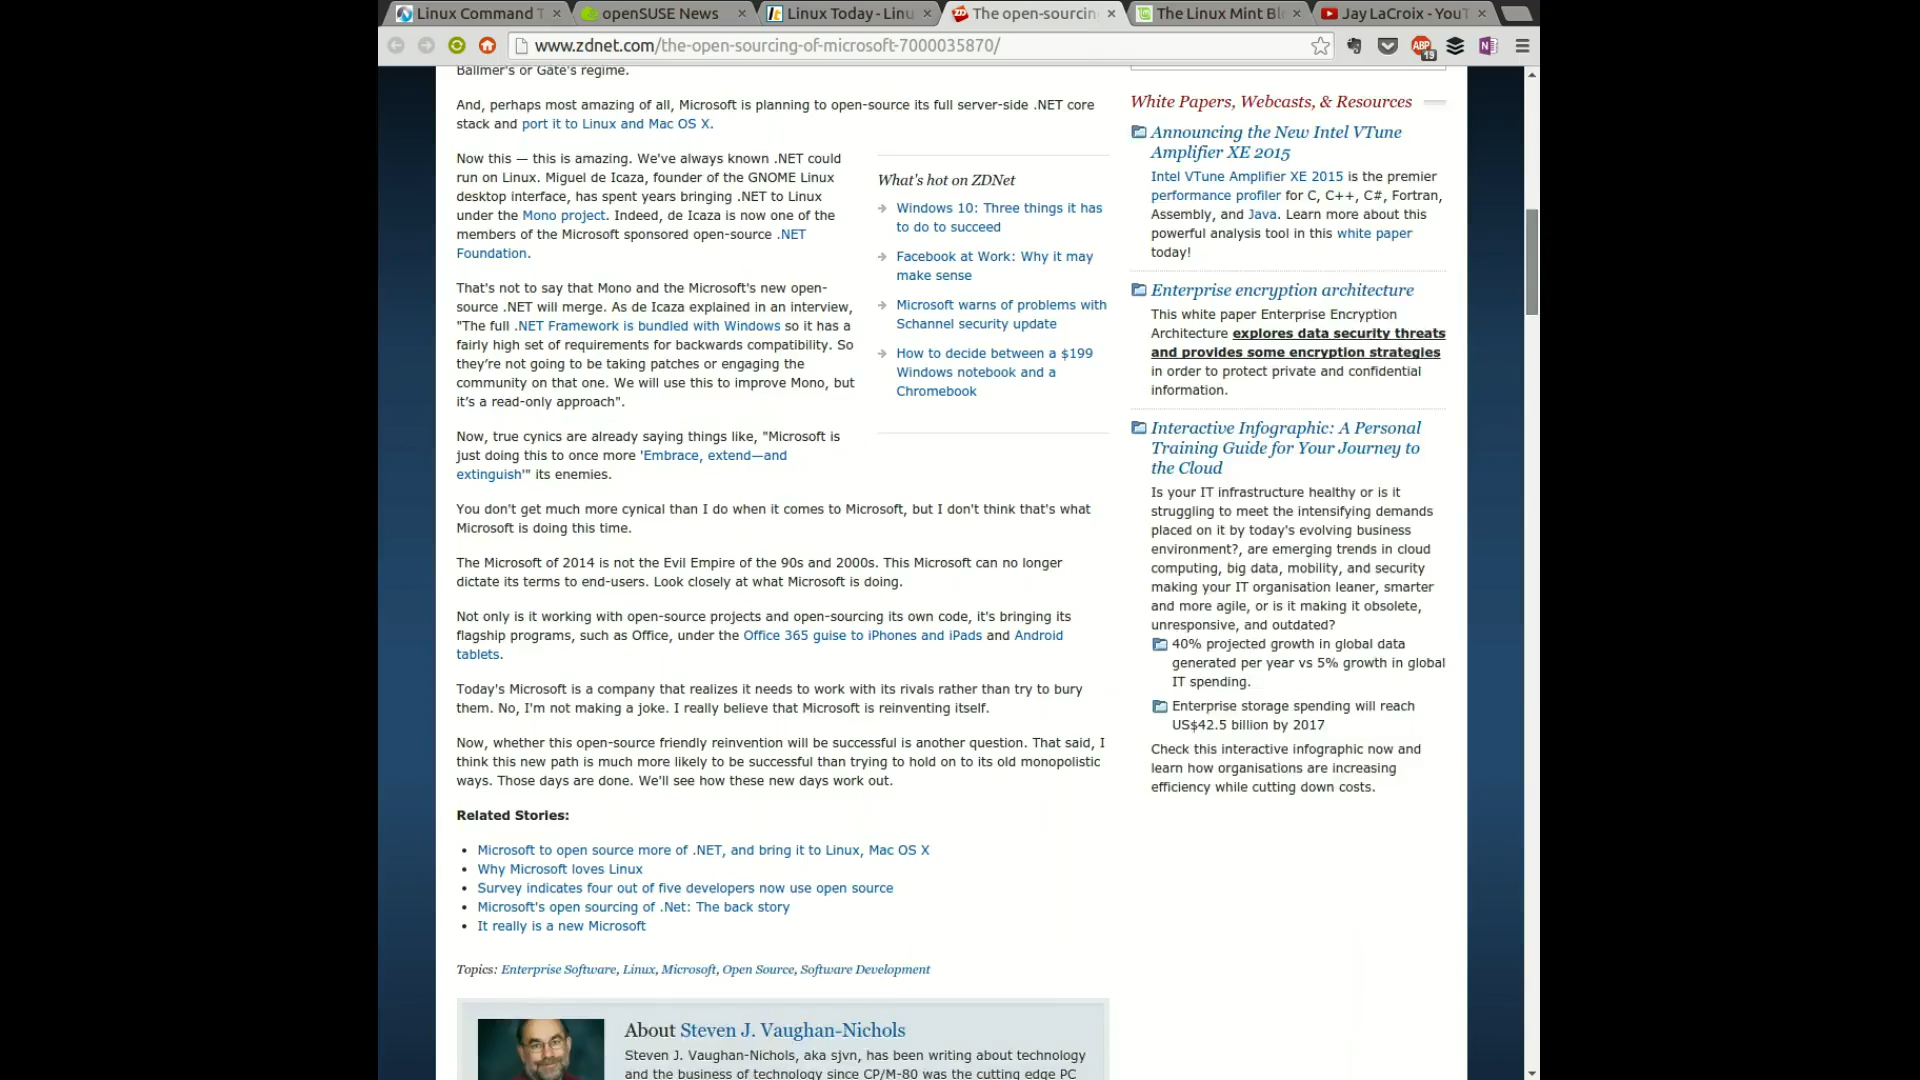 Linux Command T
openSUSE News
Linux Today - Linu
The open-sourcin
The Linux Mint Bl
Jay LaCroix - YouT
www.zdnet.com/the-open-sourcing-of-microsoft-7000035870/
ABP
19
Ballmer's or Gate's regime.
And, perhaps most amazing of all, Microsoft is planning to open-source its full server-side .NET core
stack and port it to Linux and Mac OS X.
Now this — this is amazing. We've always known .NET could
run on Linux. Miguel de Icaza, founder of the GNOME Linux
desktop interface, has spent years bringing .NET to Linux
under the Mono project. Indeed, de Icaza is now one of the
members of the Microsoft sponsored open-source .NET
Foundation.
That's not to say that Mono and the Microsoft's new open-
source .NET will merge. As de Icaza explained in an interview,
"The full .NET Framework is bundled with Windows so it has a
fairly high set of requirements for backwards compatibility. So
they're not going to be taking patches or engaging the
community on that one. We will use this to improve Mono, but
it's a read-only approach".
Now, true cynics are already saying things like, "Microsoft is
just doing this to once more 'Embrace, extend—and
extinguish'" its enemies.
What's hot on ZDNet
Windows 10: Three things it has
to do to succeed
Facebook at Work: Why it may
make sense
Microsoft warns of problems with
Schannel security update
How to decide between a $199
Windows notebook and a
Chromebook
You don't get much more cynical than I do when it comes to Microsoft, but I don't think that's what
Microsoft is doing this time.
The Microsoft of 2014 is not the Evil Empire of the 90s and 2000s. This Microsoft can no longer
dictate its terms to end-users. Look closely at what Microsoft is doing.
Not only is it working with open-source projects and open-sourcing its own code, it's bringing its
flagship programs, such as Office, under the Office 365 guise to iPhones and iPads and Android
tablets.
Today's Microsoft is a company that realizes it needs to work with its rivals rather than try to bury
them. No, I'm not making a joke. I really believe that Microsoft is reinventing itself.
Now, whether this open-source friendly reinvention will be successful is another question. That said, I
think this new path is much more likely to be successful than trying to hold on to its old monopolistic
ways. Those days are done. We'll see how these new days work out.
Related Stories:
Microsoft to open source more of .NET, and bring it to Linux, Mac OS X
Why Microsoft loves Linux
Survey indicates four out of five developers now use open source
Microsoft's open sourcing of .Net: The back story
It really is a new Microsoft
Topics: Enterprise Software, Linux, Microsoft, Open Source, Software Development
About Steven J. Vaughan-Nichols
Steven J. Vaughan-Nichols, aka sjvn, has been writing about technology
and the business of technology since CP/M-80 was the cutting edge PC
White Papers, Webcasts, & Resources
Announcing the New Intel VTune
Amplifier XE 2015
Intel VTune Amplifier XE 2015 is the premier
performance profiler for C, C++, C#, Fortran,
Assembly, and Java. Learn more about this
powerful analysis tool in this white paper
today!
Enterprise encryption architecture
This white paper Enterprise Encryption
Architecture explores data security threats
and provides some encryption strategies
in order to protect private and confidential
information.
Interactive Infographic: A Personal
Training Guide for Your Journey to
the Cloud
Is your IT infrastructure healthy or is it
struggling to meet the intensifying demands
placed on it by today's evolving business
environment?, are emerging trends in cloud
computing, big data, mobility, and security
making your IT organisation leaner, smarter
and more agile, or is it making it obsolete,
unresponsive, and outdated?
40% projected growth in global data
generated per year vs 5% growth in global
IT spending.
Enterprise storage spending will reach
US$42.5 billion by 2017
Check this interactive infographic now and
learn how organisations are increasing
efficiency while cutting down costs.